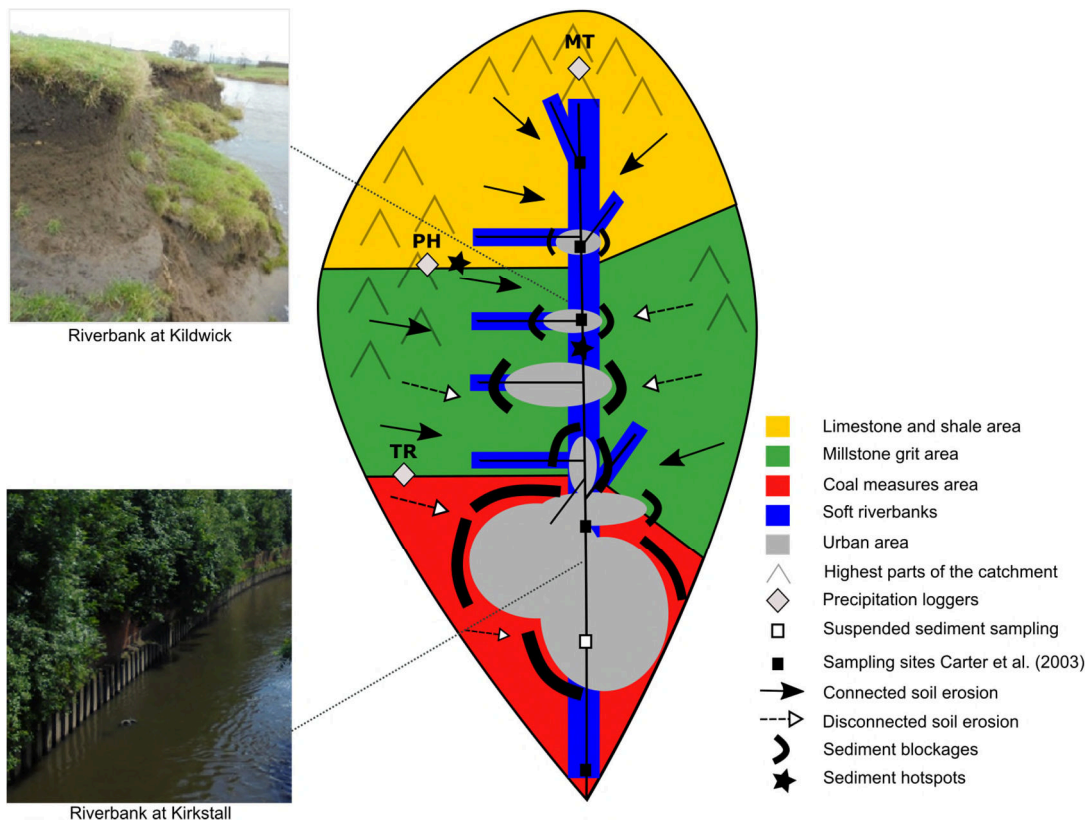 MT
PH
TR
Riverbank at Kildwick
Riverbank at Kirkstall
Limestone and shale area
Millstone grit area
Coal measures area
Soft riverbanks
Urban area
Highest parts of the catchment
Precipitation loggers
Suspended sediment sampling
Sampling sites Carter et al. (2003)
Connected soil erosion
Disconnected soil erosion
Sediment blockages
Sediment hotspots